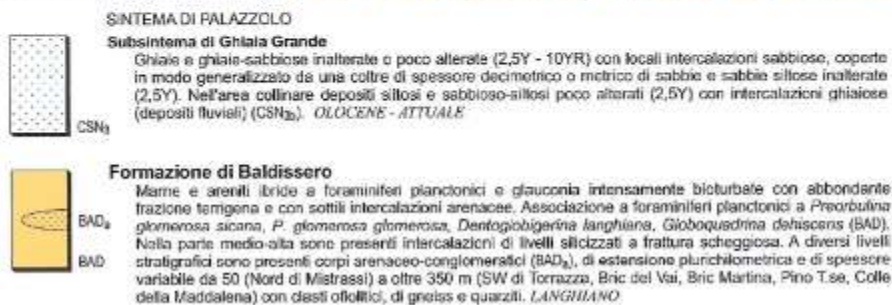 SINTEMA DI PALAZZOLO
Subsintema di Ghiaia Grande
Ghiaie e ghiaie-sabbiose inalterate o poco alterate (2,5Y - 10YR) con locali intercalazioni sabbiose, coperte
in modo generalizzato da una coltre di spessore decimetrico o metrico di sabbie e sabbie siltose inalterate
(2,5Y). Nell'area collinare depositi siltosi e sabbioso-siltosi poco alterati (2,5Y) con intercalazioni ghiaiose
(depositi fluviali) (CSN3b). OLOCENE - ATTUALE
CSN3
Formazione di Baldissero
Marne e areniti ibride a foraminiferi planctonici e glauconia intensamente bioturbate con abbondante
frazione terrigena e con sottili intercalazioni arenacee. Associazione a foraminiferi planctonici a Preorbulina
glomerosa sicana, P. glomerosa glomerosa, Dentoglobigerina langhiana, Globoquadrina dehiscens (BAD).
Nella parte medio-alta sono presenti intercalazioni di livelli silicizzati a frattura scheggiosa. A diversi livelli
stratigrafici sono presenti corpi arenaceo-conglomeratici (BADa), di estensione plurichilometrica e di spessore
variabile da 50 (Nord di Mistrassi) a oltre 350 m (SW di Torrazza, Bric del Vai, Bric Martina, Pino T.se, Colle
della Maddalena) con clasti ofiolitici, di gneiss e quarziti. LANGHIANO
BADa
BAD